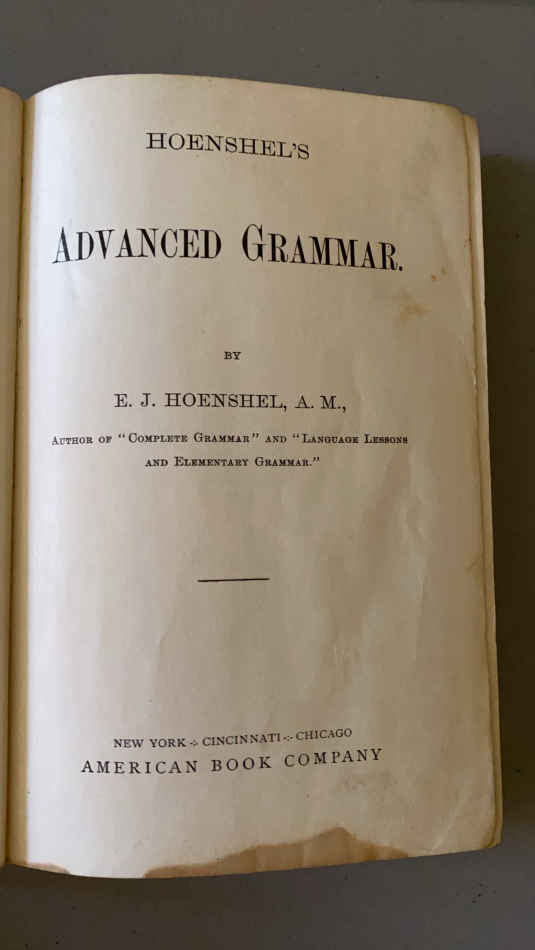 HOENSHEL'S
ADVANCED GRAMMAR.
BY
E. J. HOENSHEL, A. M.,
AUTHOR OF "COMPLETE GRAMMAR" AND "LANGUAGE LESSONS
AND ELEMENTARY GRAMMAR."
NEW YORK ·:· CINCINNATI ·:· CHICAGO
AMERICAN BOOK COMPANY